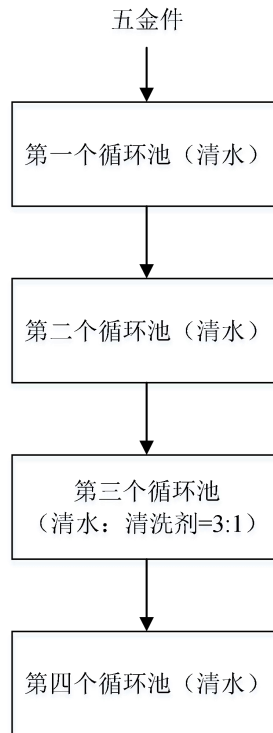 五金件
第一个循环池（清水）
第二个循环池（清水）
第三个循环池
（清水：清洗剂=3:1）
第四个循环池（清水）